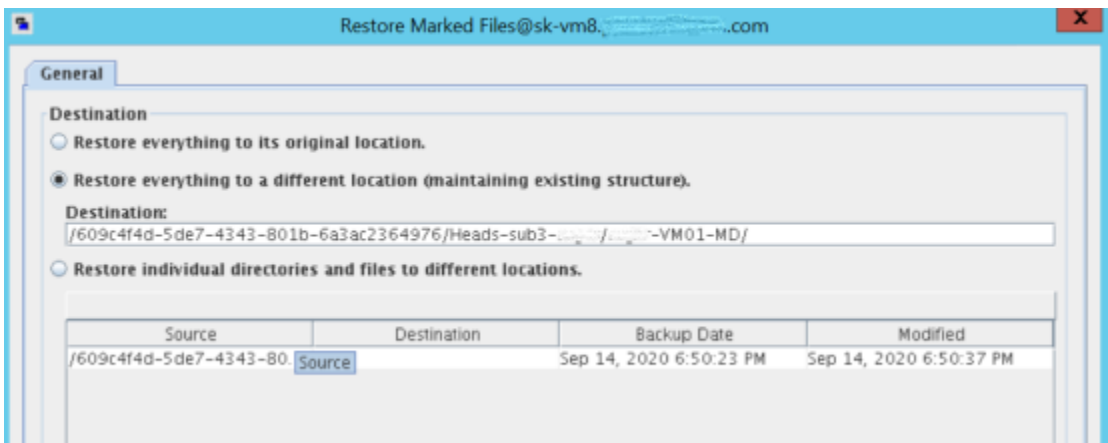 Restore Marked Files@sk-vm8. .com
X
General
Destination
Restore everything to its original location.
Restore everything to a different location (maintaining existing structure).
Destination:
/609c4f4d-5de7-4343-801b-6a3ac2364976/Heads-sub3- / -VM01-MD/
Restore individual directories and files to different locations.
Source Destination Backup Date Modified
/609c4f4d-5de7-4343-80. Source Sep 14, 2020 6:50:23 PM Sep 14, 2020 6:50:37 PM